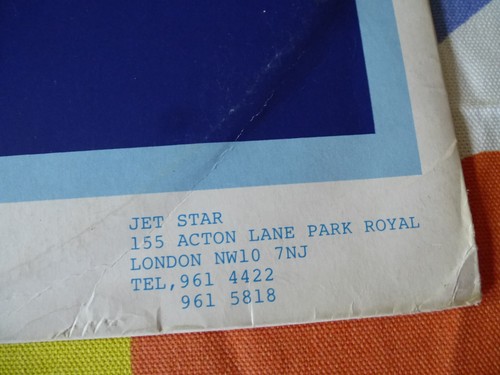 JET STAR
155 ACTON LANE PARK ROYAL
LONDON NW10 7NJ
TEL,961 4422
961 5818